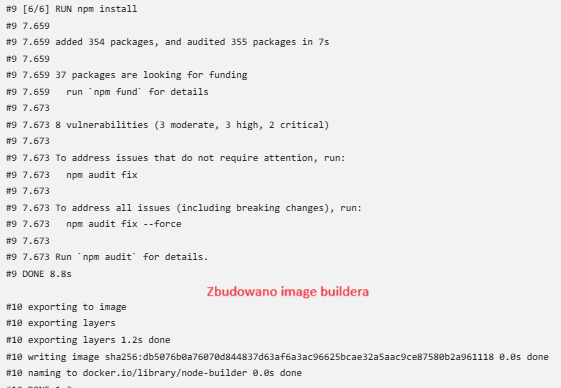 #9 [6/6] RUN npm install
#9 7.659
#9 7.659 added 354 packages, and audited 355 packages in 7s
#9 7.659
#9 7.659 37 packages are looking for funding
#9 7.659   run `npm fund` for details
#9 7.673
#9 7.673 8 vulnerabilities (3 moderate, 3 high, 2 critical)
#9 7.673
#9 7.673 To address issues that do not require attention, run:
#9 7.673   npm audit fix
#9 7.673
#9 7.673 To address all issues (including breaking changes), run:
#9 7.673   npm audit fix --force
#9 7.673
#9 7.673 Run `npm audit` for details.
#9 DONE 8.8s
Zbudowano image buildera
#10 exporting to image
#10 exporting layers
#10 exporting layers 1.2s done
#10 writing image sha256:db5076b0a76070d844837d63af6a3ac96625bcae32a5aac9ce87580b2a961118 0.0s done
#10 naming to docker.io/library/node-builder 0.0s done
#10 DONE